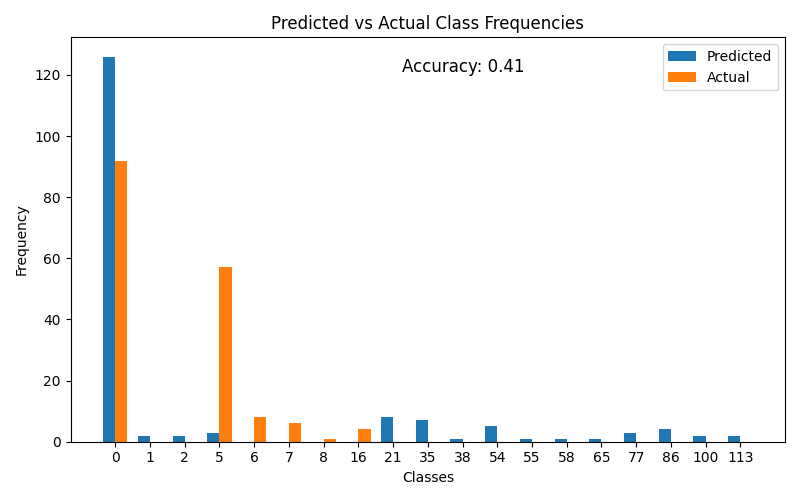 Predicted vs Actual Class Frequencies
Accuracy: 0.41
Predicted
Actual
Frequency
120
100
80
60
40
20
0
0 1 2 5 6 7 8 16 21 35 38 54 55 58 65 77 86 100 113
Classes